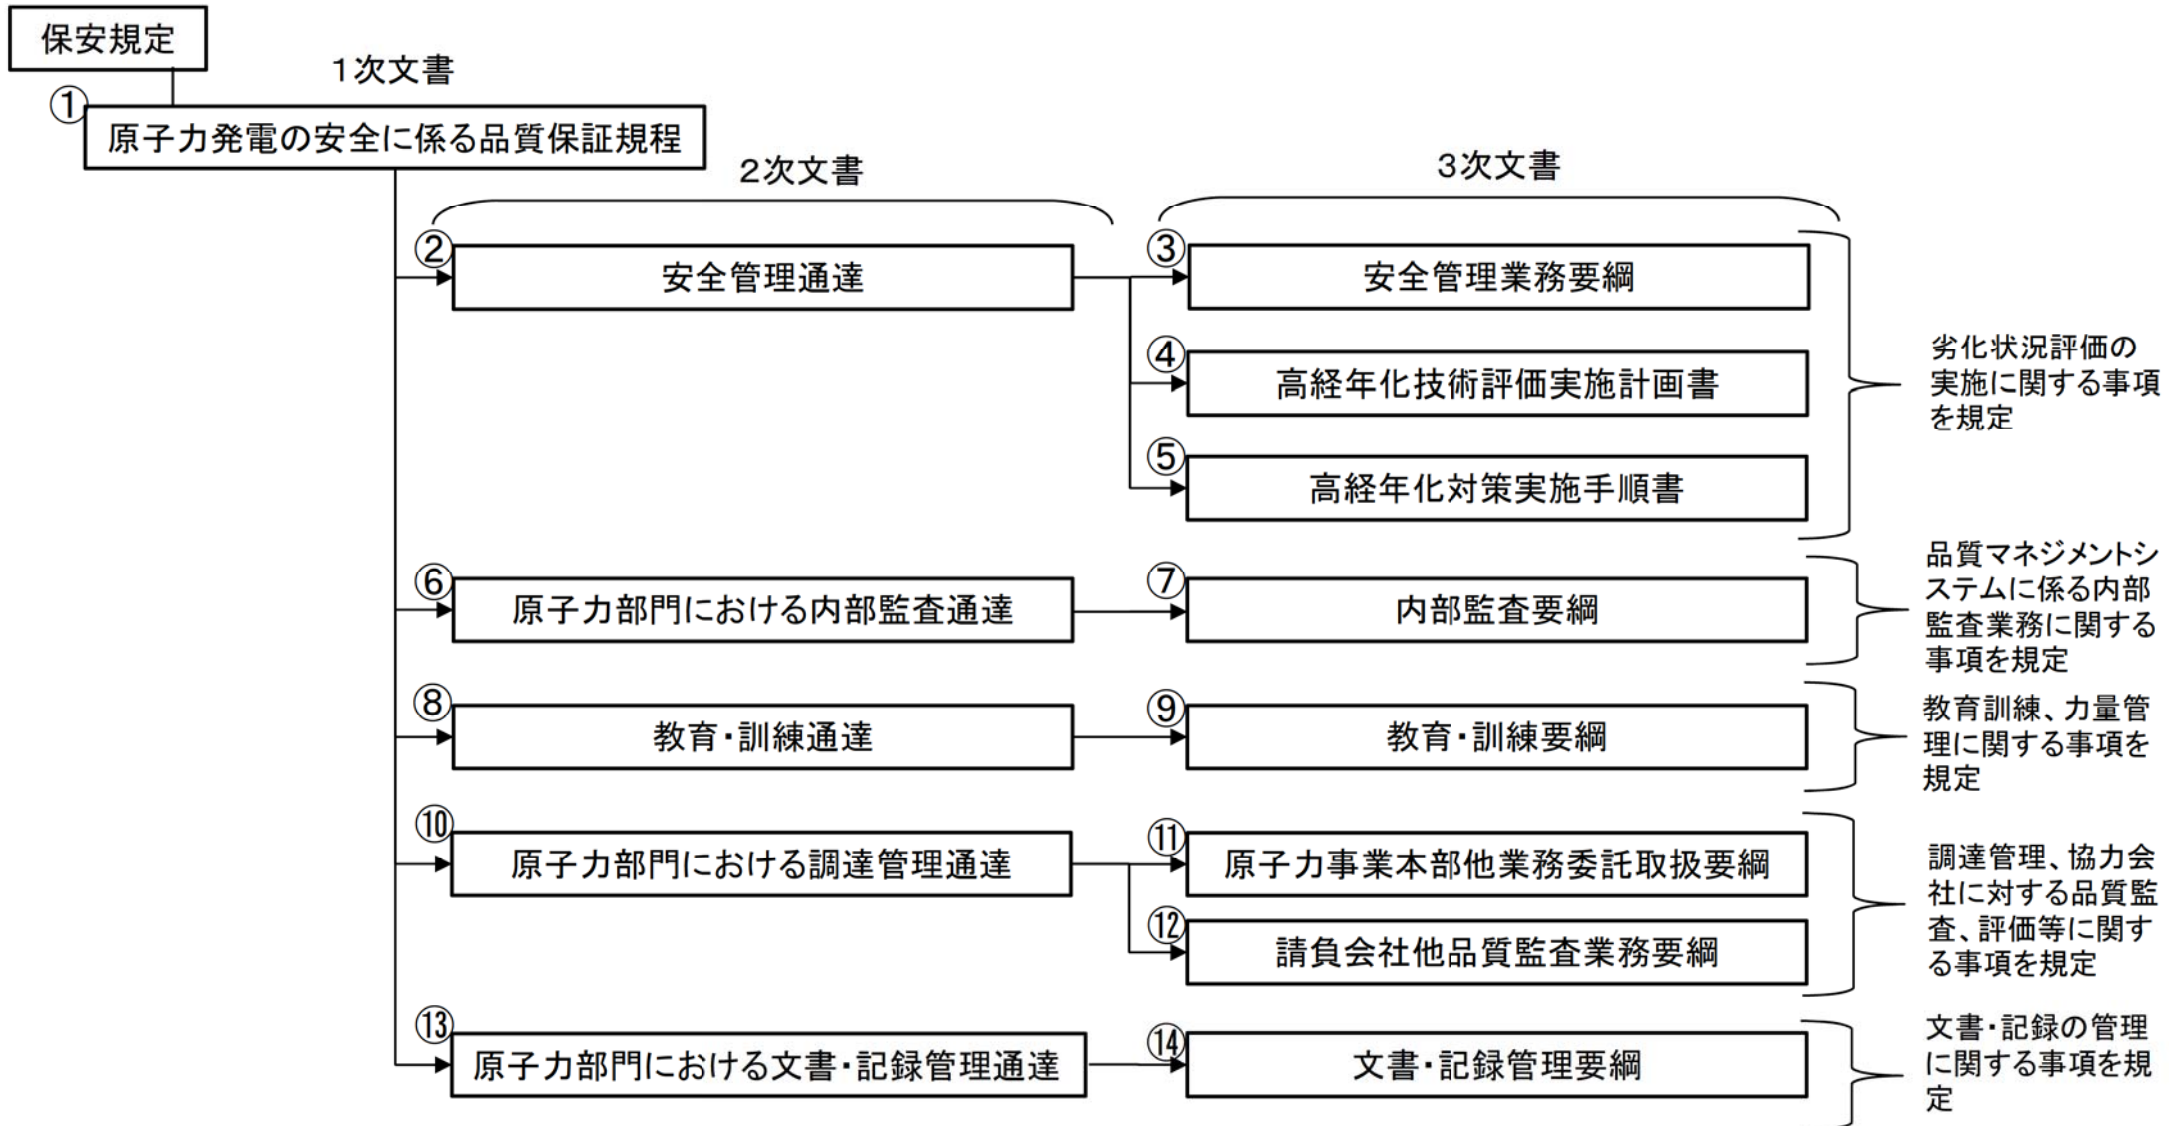 保安規定
1次文書
①
原子力発電の安全に係る品質保証規程
2次文書
3次文書
②
安全管理通達
③
安全管理業務要綱
④
高経年化技術評価実施計画書
⑤
高経年化対策実施手順書
劣化状況評価の
実施に関する事項
を規定
⑥
原子力部門における内部監査通達
⑦
内部監査要綱
品質マネジメントシ
ステムに係る内部
監査業務に関する
事項を規定
⑧
教育・訓練通達
⑨
教育・訓練要綱
教育訓練、力量管
理に関する事項を
規定
⑩
原子力部門における調達管理通達
⑪
原子力事業本部他業務委託取扱要綱
⑫
請負会社他品質監査業務要綱
調達管理、協力会
社に対する品質監
査、評価等に関す
る事項を規定
⑬
原子力部門における文書・記録管理通達
⑭
文書・記録管理要綱
文書・記録の管理
に関する事項を規
定